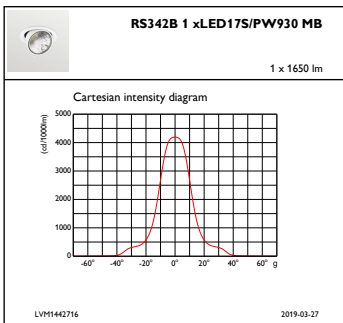 RS342B 1 xLED17S/PW930 MB
1 x 1650 lm
Cartesian intensity diagram
(cd/1000lm)
5000
4000
3000
2000
1000
0
-60° -40° -20° 0° 20° 40° 60° g
LVM1442716 2019-03-27